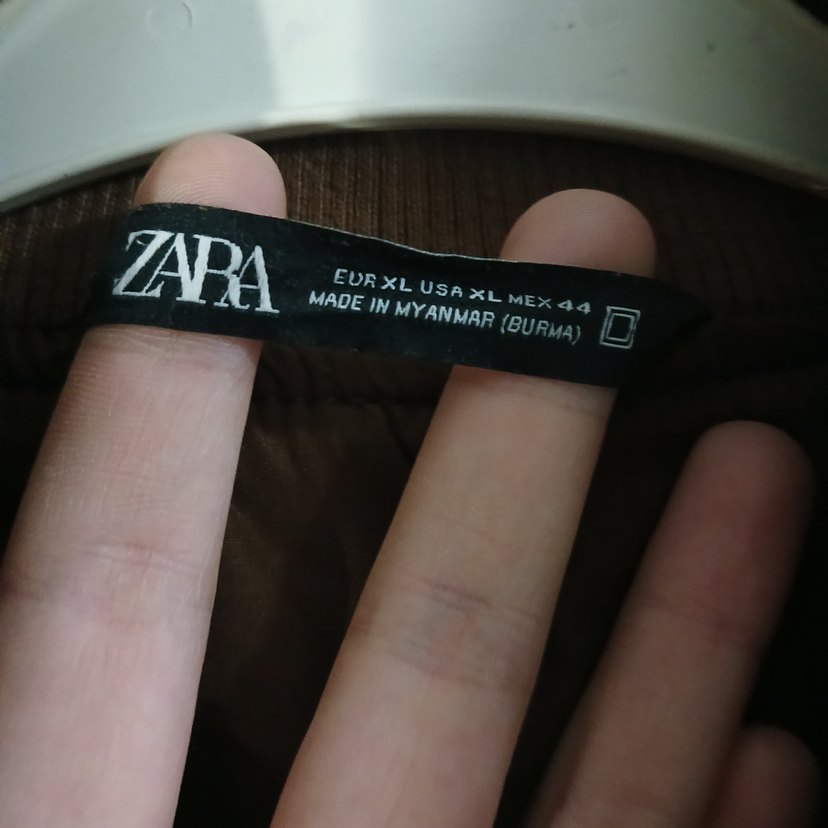 ZARA
EUR XL USA XL MEX 44
MADE IN MYANMAR (BURMA)